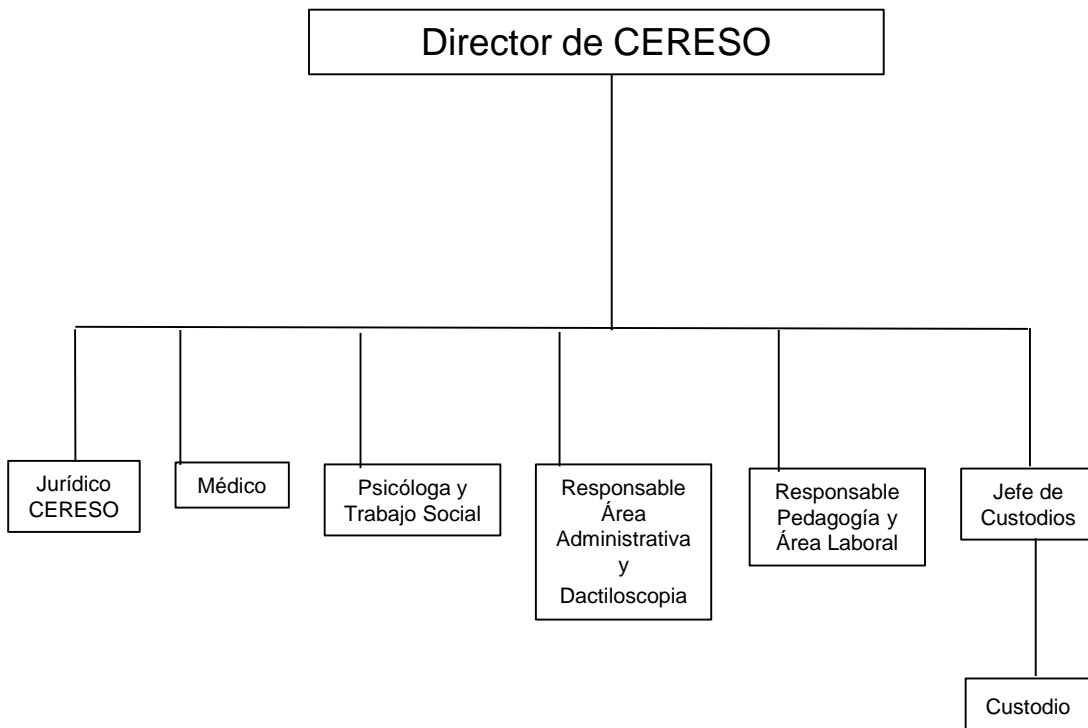 Director de CERESO
Jurídico
CERESO
Médico
Psicóloga y
Trabajo Social
Responsable
Área
Administrativa
y
Dactiloscopia
Responsable
Pedagogía y
Área Laboral
Jefe de
Custodios
Custodio